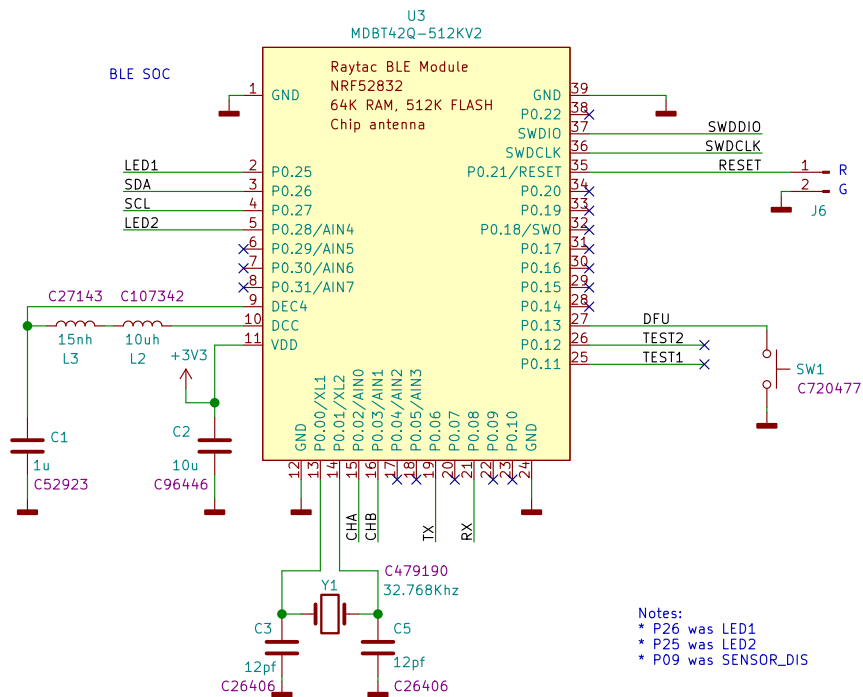 U3
MDBT42Q-512KV2
BLE SOC
Raytac BLE Module
NRF52832
64K RAM, 512K FLASH
Chip antenna
1 GND
LED1 2 P0.25
SDA 3 P0.26
SCL 4 P0.27
LED2 5 P0.28/AIN4
6 P0.29/AIN5
7 P0.30/AIN6
8 P0.31/AIN7
9 DEC4
10 DCC
11 VDD
GND 39
P0.22 38
SWDIO 37 SWDDIO
SWDCLK 36 SWDCLK
P0.21/RESET 35 RESET 1 R
P0.20 34 2 G
J6
P0.19 33
P0.18/SWO 32
P0.17 31
P0.16 30
P0.15 29
P0.14 28
P0.13 27 DFU
P0.12 26 TEST2
P0.11 25 TEST1
SW1
C720477
C27143 C107342
15nh 10uh
L3 L2
+3V3
C1
1u
C52923
C2
10u
C96446
GND 12
P0.00/XL1 13
P0.01/XL2 14
P0.02/AIN0 15 CHA
P0.03/AIN1 16 CHB
P0.04/AIN2 17
P0.05/AIN3 18
P0.06 19 TX
P0.07 20
P0.08 21 RX
P0.09 22
P0.10 23
GND 24
C479190
Y1 32.768Khz
C3 C5
12pf 12pf
C26406 C26406
Notes:
* P26 was LED1
* P25 was LED2
* P09 was SENSOR_DIS